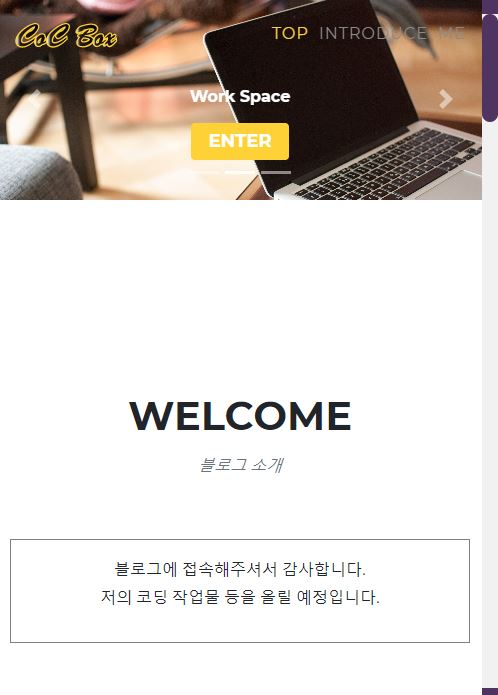 CoC Box
TOP INTRODUCE ME
Work Space
ENTER
WELCOME
블로그 소개
블로그에 접속해주셔서 감사합니다.
저의 코딩 작업물 등을 올릴 예정입니다.